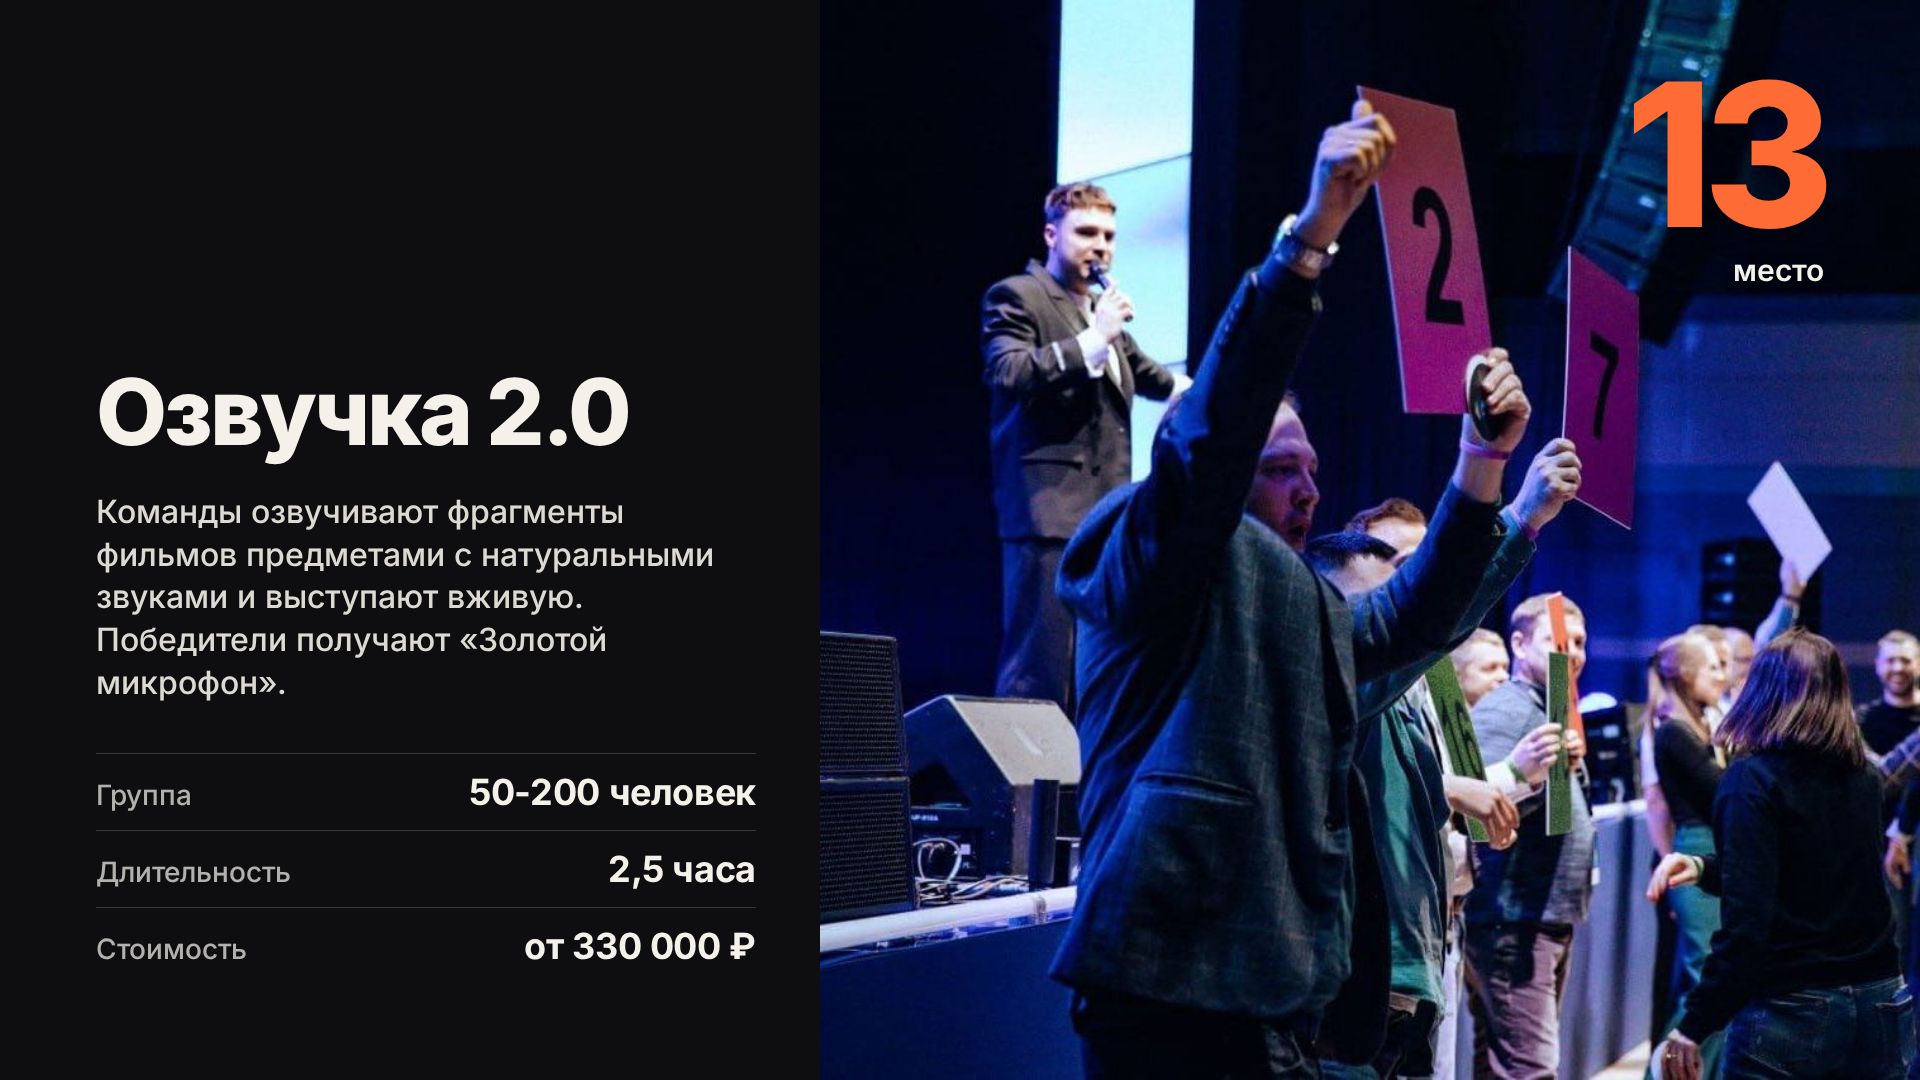 13
место
Озвучка 2.0
Команды озвучивают фрагменты
фильмов предметами с натуральными
звуками и выступают вживую.
Победители получают «Золотой
микрофон».
Группа 50-200 человек
Длительность 2,5 часа
Стоимость от 330 000 ₽
2
7
16